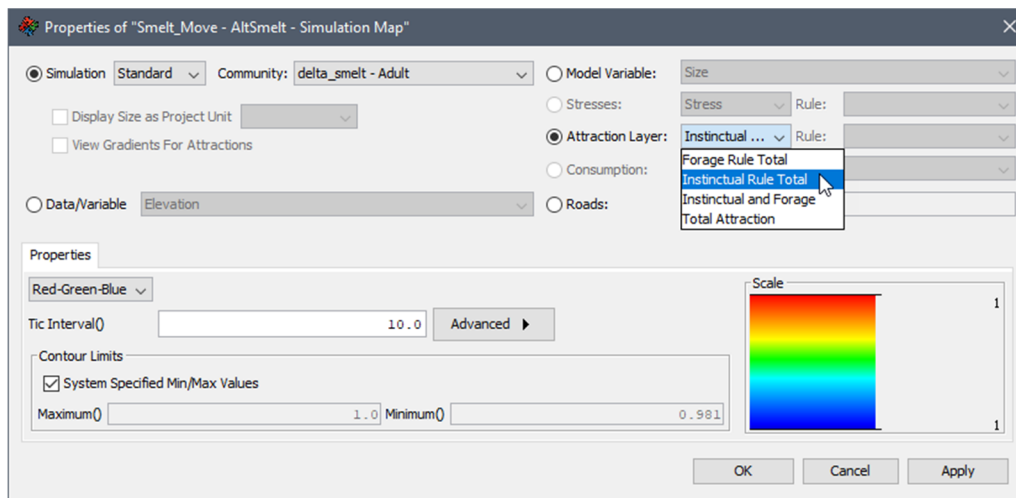 Properties of "Smelt_Move - AltSmelt - Simulation Map"
Simulation Standard Community: delta_smelt - Adult Model Variable: Size
Display Size as Project Unit Stresses: Stress Rule:
View Gradients For Attractions Attraction Layer: Instinctual ... Rule:
Forage Rule Total
Consumption: Instinctual Rule Total
Instinctual and Forage
Data/Variable Elevation Roads:
Total Attraction
Properties
Red-Green-Blue
Scale
1
Tic Interval() 10.0 Advanced
Contour Limits
System Specified Min/Max Values
Maximum() 1.0 Minimum() 0.981
1
OK Cancel Apply